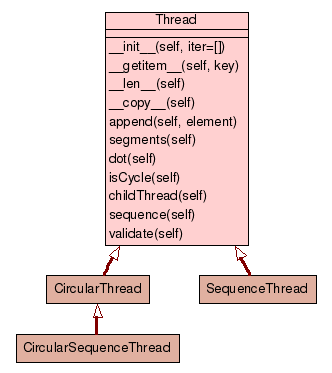 Thread
__init__(self, iter=[])
__getitem__(self, key)
__len__(self)
__copy__(self)
append(self, element)
segments(self)
dot(self)
isCycle(self)
childThread(self)
sequence(self)
validate(self)
CircularThread
SequenceThread
CircularSequenceThread